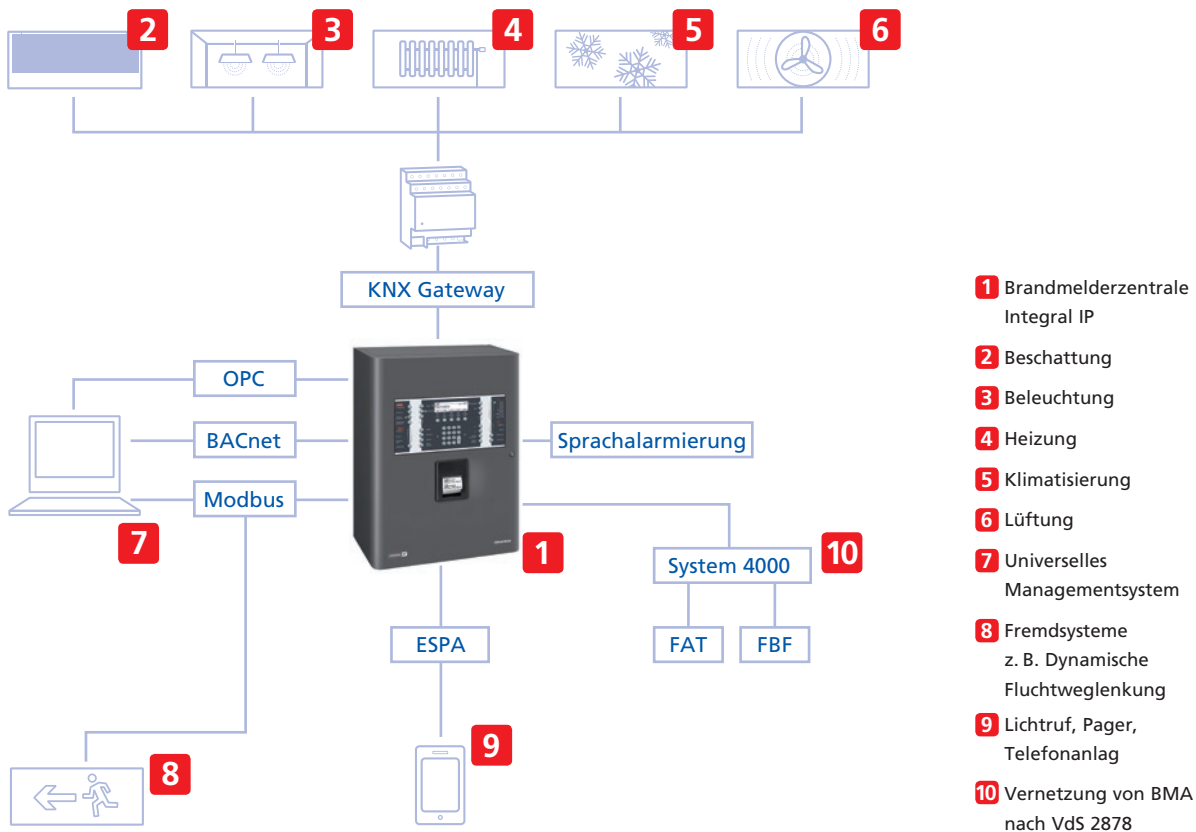 2
3
4
5
6
KNX Gateway
OPC
BACnet
Sprachalarmierung
Modbus
7
1
System 4000
10
ESPA
FAT
FBF
9
8
1 Brandmelderzentrale
Integral IP
2 Beschattung
3 Beleuchtung
4 Heizung
5 Klimatisierung
6 Lüftung
7 Universelles
Managementsystem
8 Fremdsysteme
z. B. Dynamische
Fluchtweglenkung
9 Lichtruf, Pager,
Telefonanlag
10 Vernetzung von BMA
nach VdS 2878